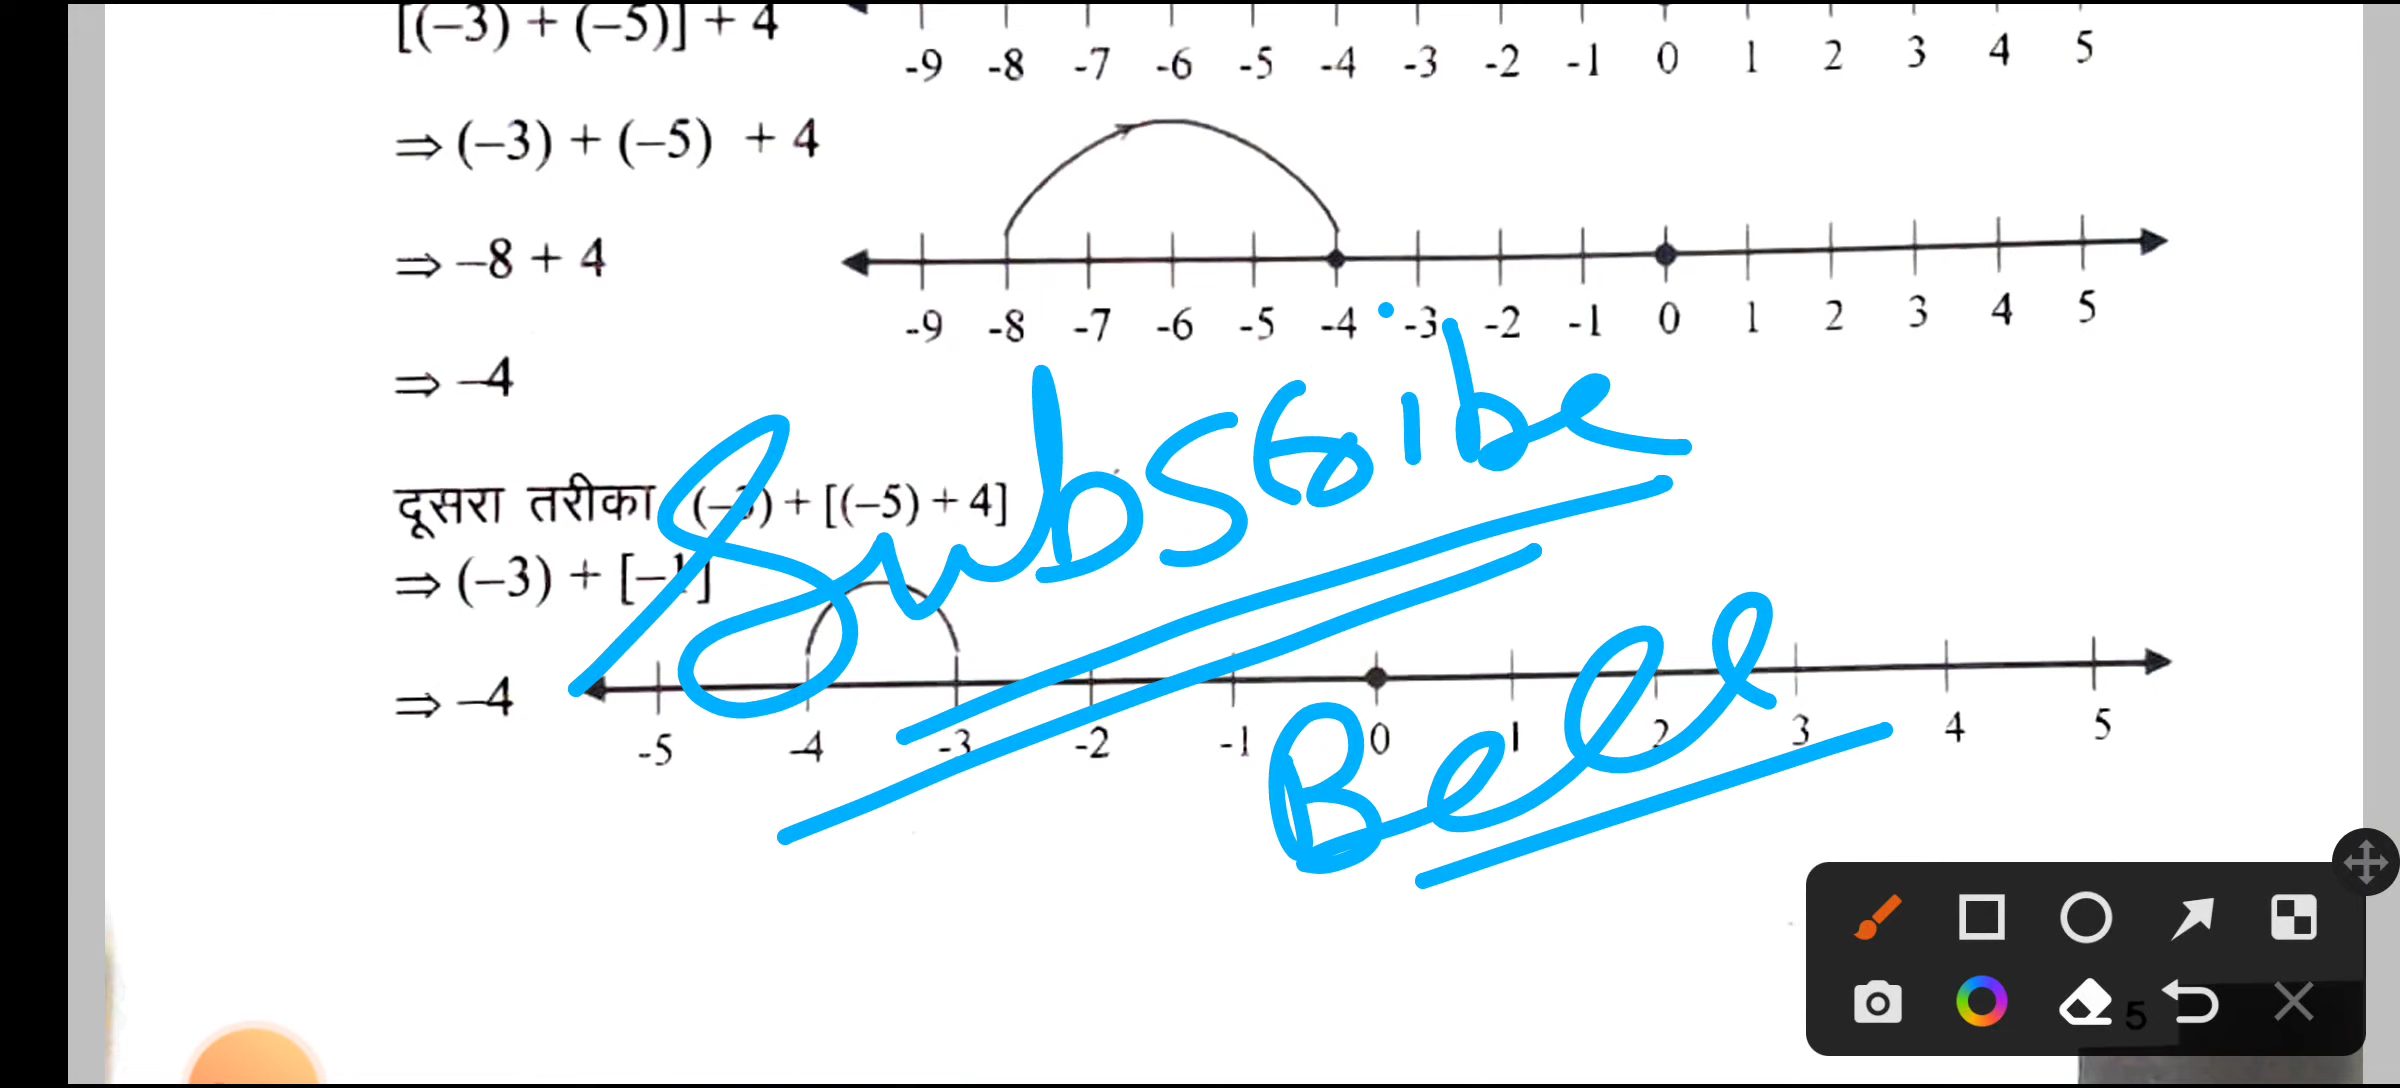 [(–3) + (–5)] + 4
-9 -8 -7 -6 -5 -4 -3 -2 -1 0 1 2 3 4 5
⇒ (–3) + (–5) + 4
⇒ –8 + 4
-9 -8 -7 -6 -5 -4 -3 -2 -1 0 1 2 3 4 5
⇒ –4
Subscribe
दूसरा तरीका (–3) + [(–5) + 4]
⇒ (–3) + [–1]
⇒ –4
-5 -4 -3 -2 -1 0 1 2 3 4 5
Bell
5